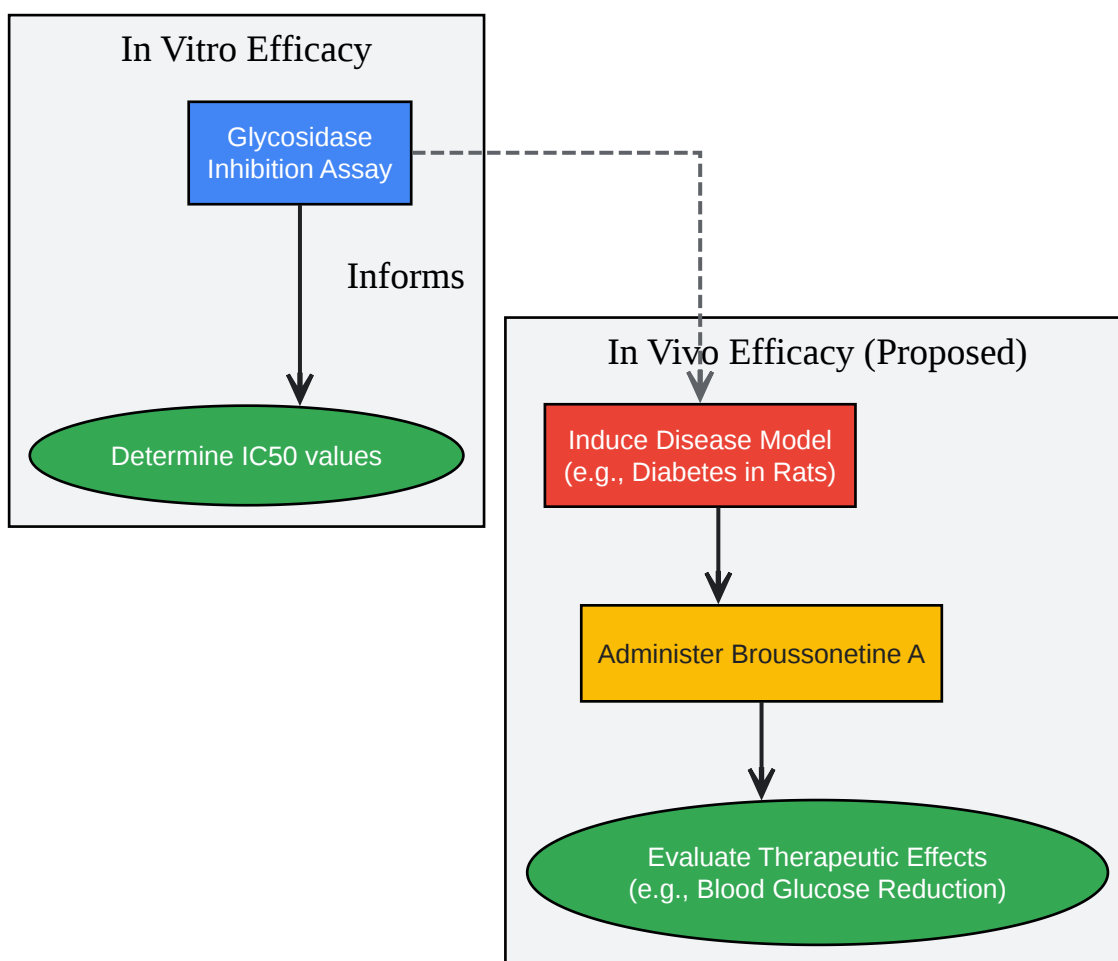 In Vitro Efficacy
Glycosidase
Inhibition Assay
Informs
Determine IC50 values
In Vivo Efficacy (Proposed)
Induce Disease Model
(e.g., Diabetes in Rats)
Administer Broussonetine A
Evaluate Therapeutic Effects
(e.g., Blood Glucose Reduction)